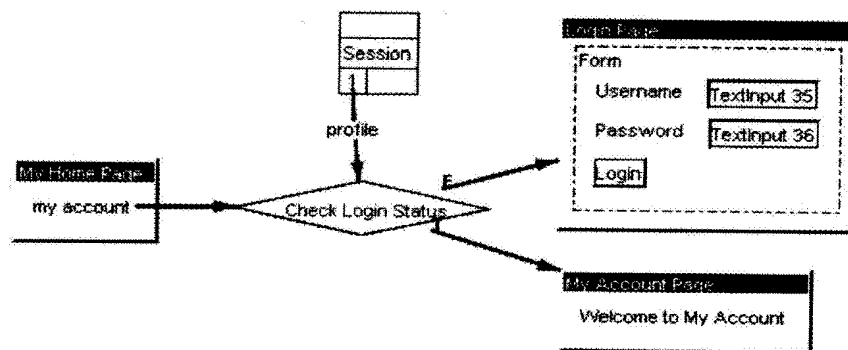 Session
profile
My Home Page
my account
Check Login Status
F
Login Page
Form
Username TextInput 35
Password TextInput 36
Login
My Account Page
Welcome to My Account